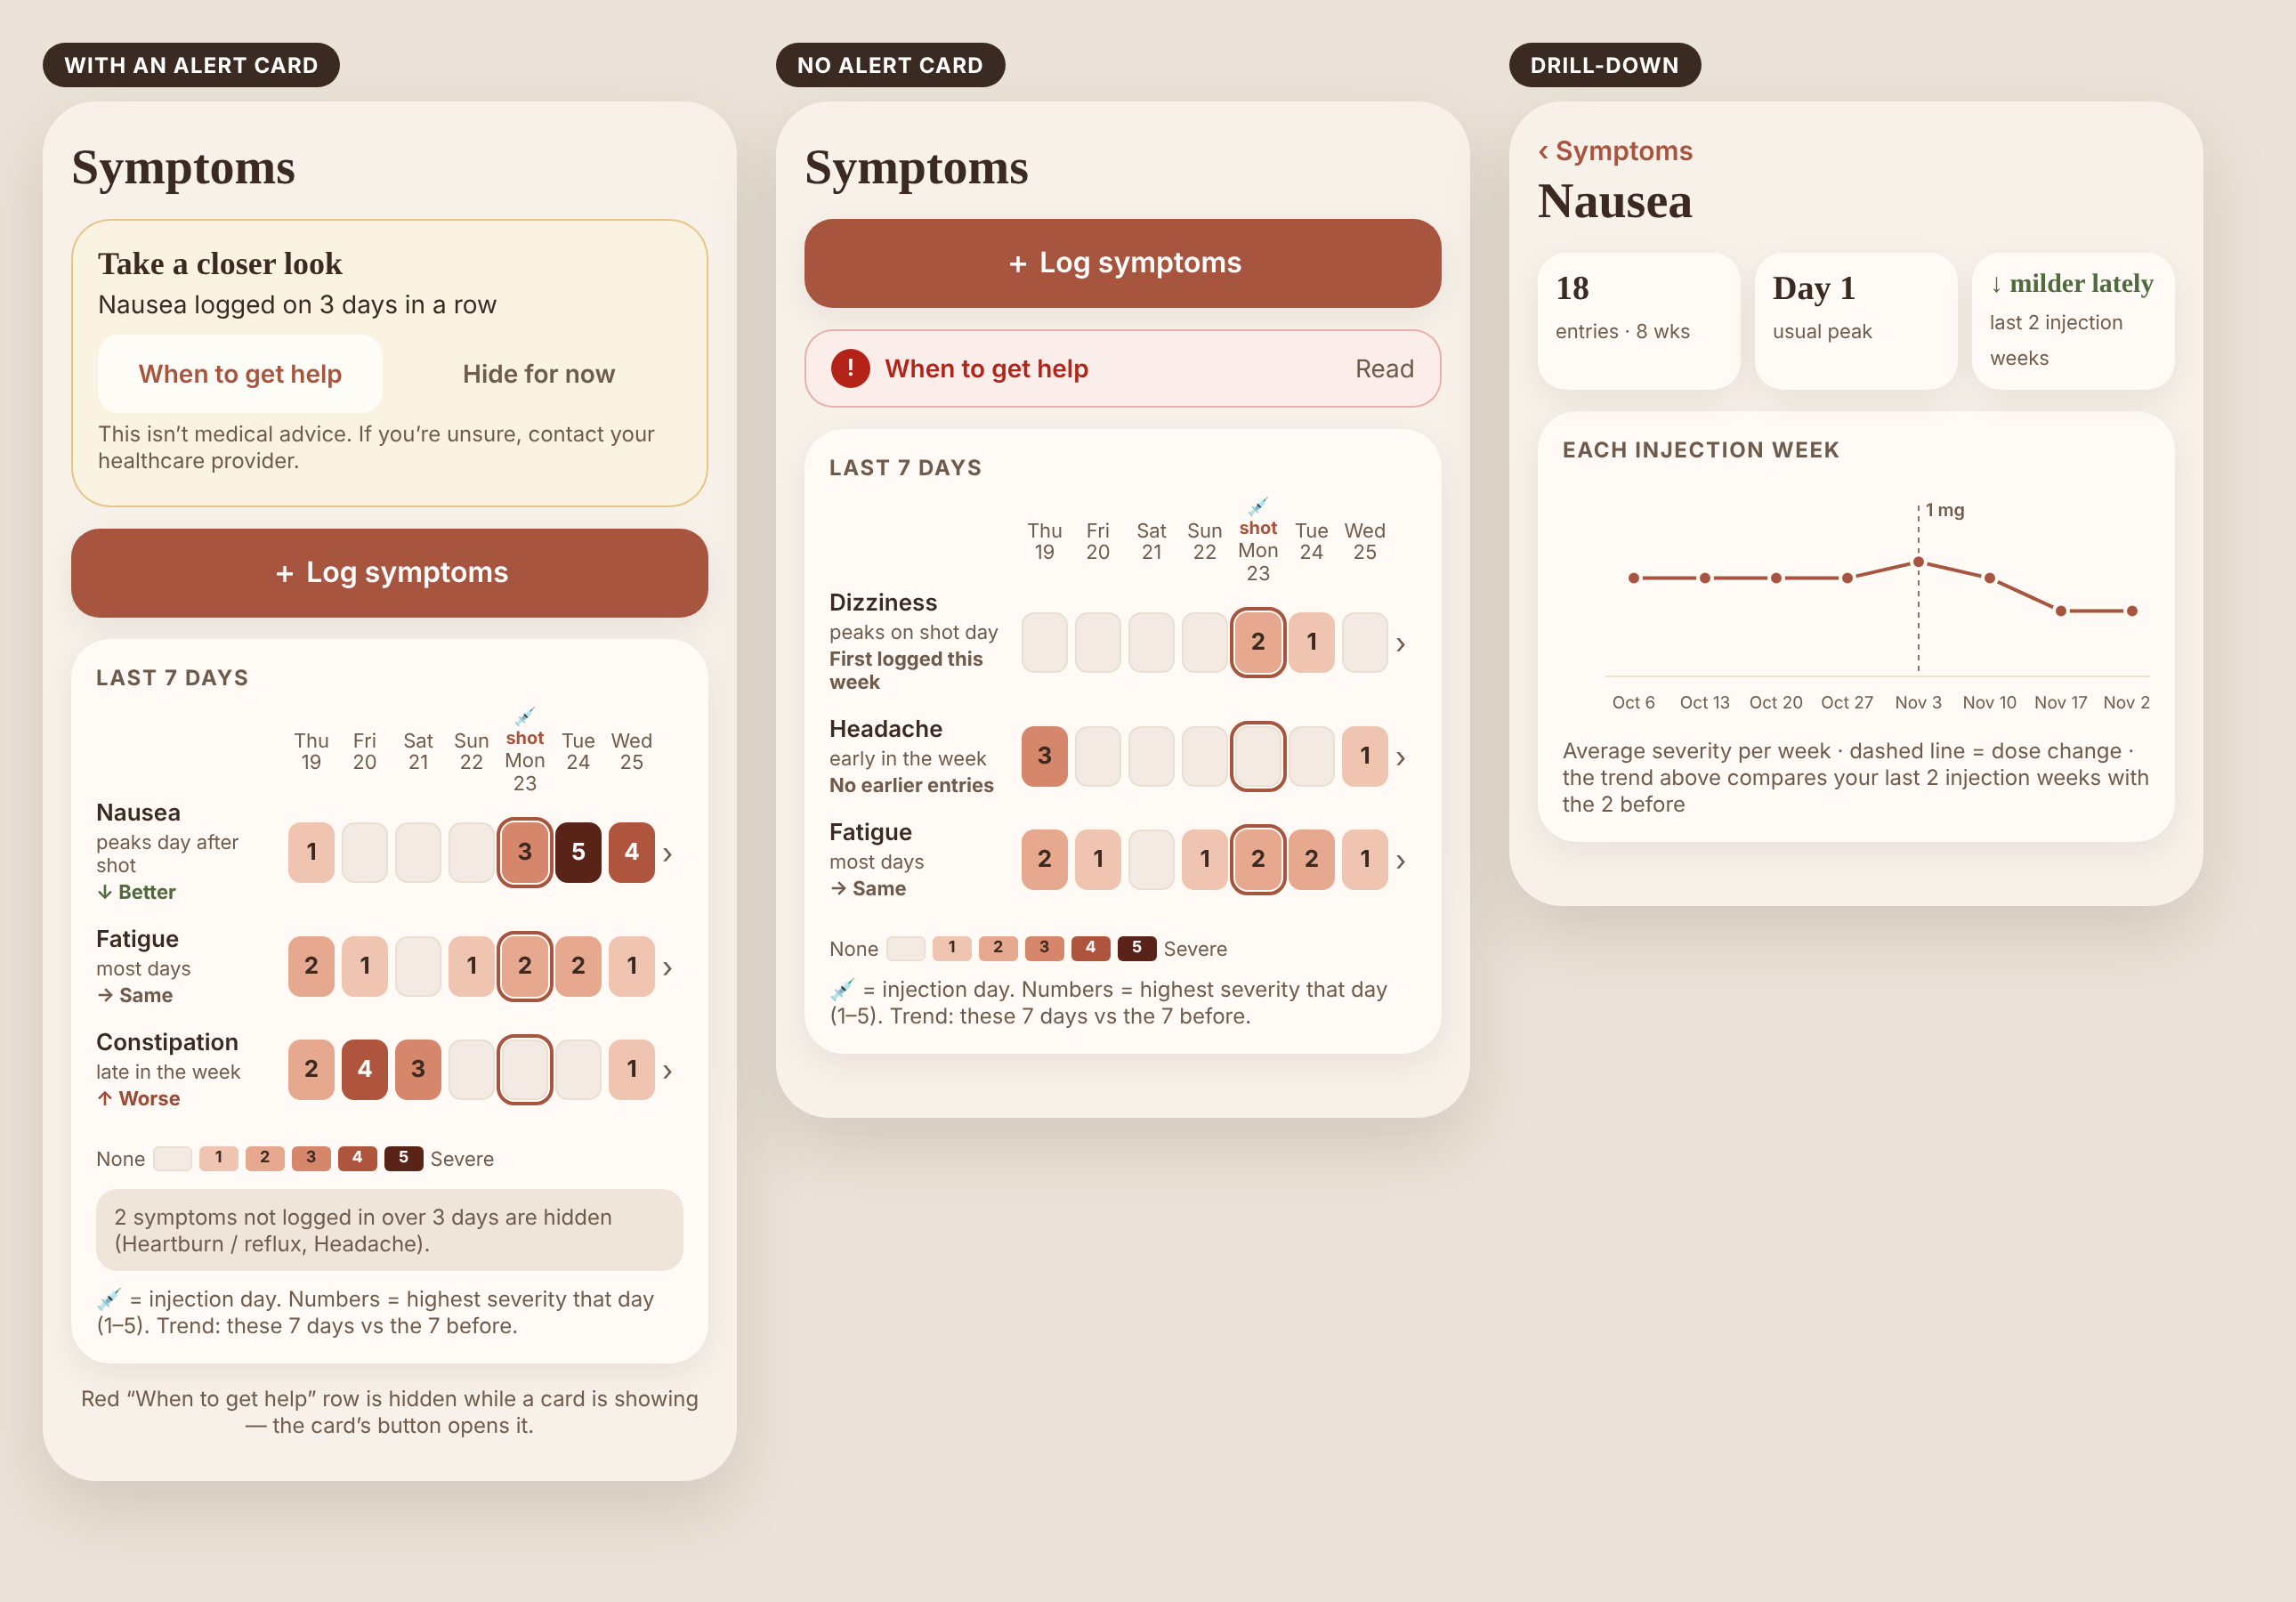 WITH AN ALERT CARD
Symptoms
Take a closer look
Nausea logged on 3 days in a row
When to get help
Hide for now
This isn’t medical advice. If you’re unsure, contact your
healthcare provider.
+ Log symptoms
LAST 7 DAYS
shot
Thu Fri Sat Sun Mon Tue Wed
19 20 21 22 23 24 25
Nausea
peaks day after
shot
↓ Better
1 3 5 4 ›
Fatigue
most days
→ Same
2 1 1 2 2 1 ›
Constipation
late in the week
↑ Worse
2 4 3 1 ›
None 1 2 3 4 5 Severe
2 symptoms not logged in over 3 days are hidden
(Heartburn / reflux, Headache).
💉 = injection day. Numbers = highest severity that day
(1–5). Trend: these 7 days vs the 7 before.
Red “When to get help” row is hidden while a card is showing
— the card’s button opens it.
NO ALERT CARD
Symptoms
+ Log symptoms
! When to get help Read
LAST 7 DAYS
shot
Thu Fri Sat Sun Mon Tue Wed
19 20 21 22 23 24 25
Dizziness
peaks on shot day
First logged this
week
2 1 ›
Headache
early in the week
No earlier entries
3 1 ›
Fatigue
most days
→ Same
2 1 1 2 2 1 ›
None 1 2 3 4 5 Severe
💉 = injection day. Numbers = highest severity that day
(1–5). Trend: these 7 days vs the 7 before.
DRILL-DOWN
‹ Symptoms
Nausea
18
entries · 8 wks
Day 1
usual peak
↓ milder lately
last 2 injection
weeks
EACH INJECTION WEEK
1 mg
Oct 6 Oct 13 Oct 20 Oct 27 Nov 3 Nov 10 Nov 17 Nov 2
Average severity per week · dashed line = dose change ·
the trend above compares your last 2 injection weeks with
the 2 before